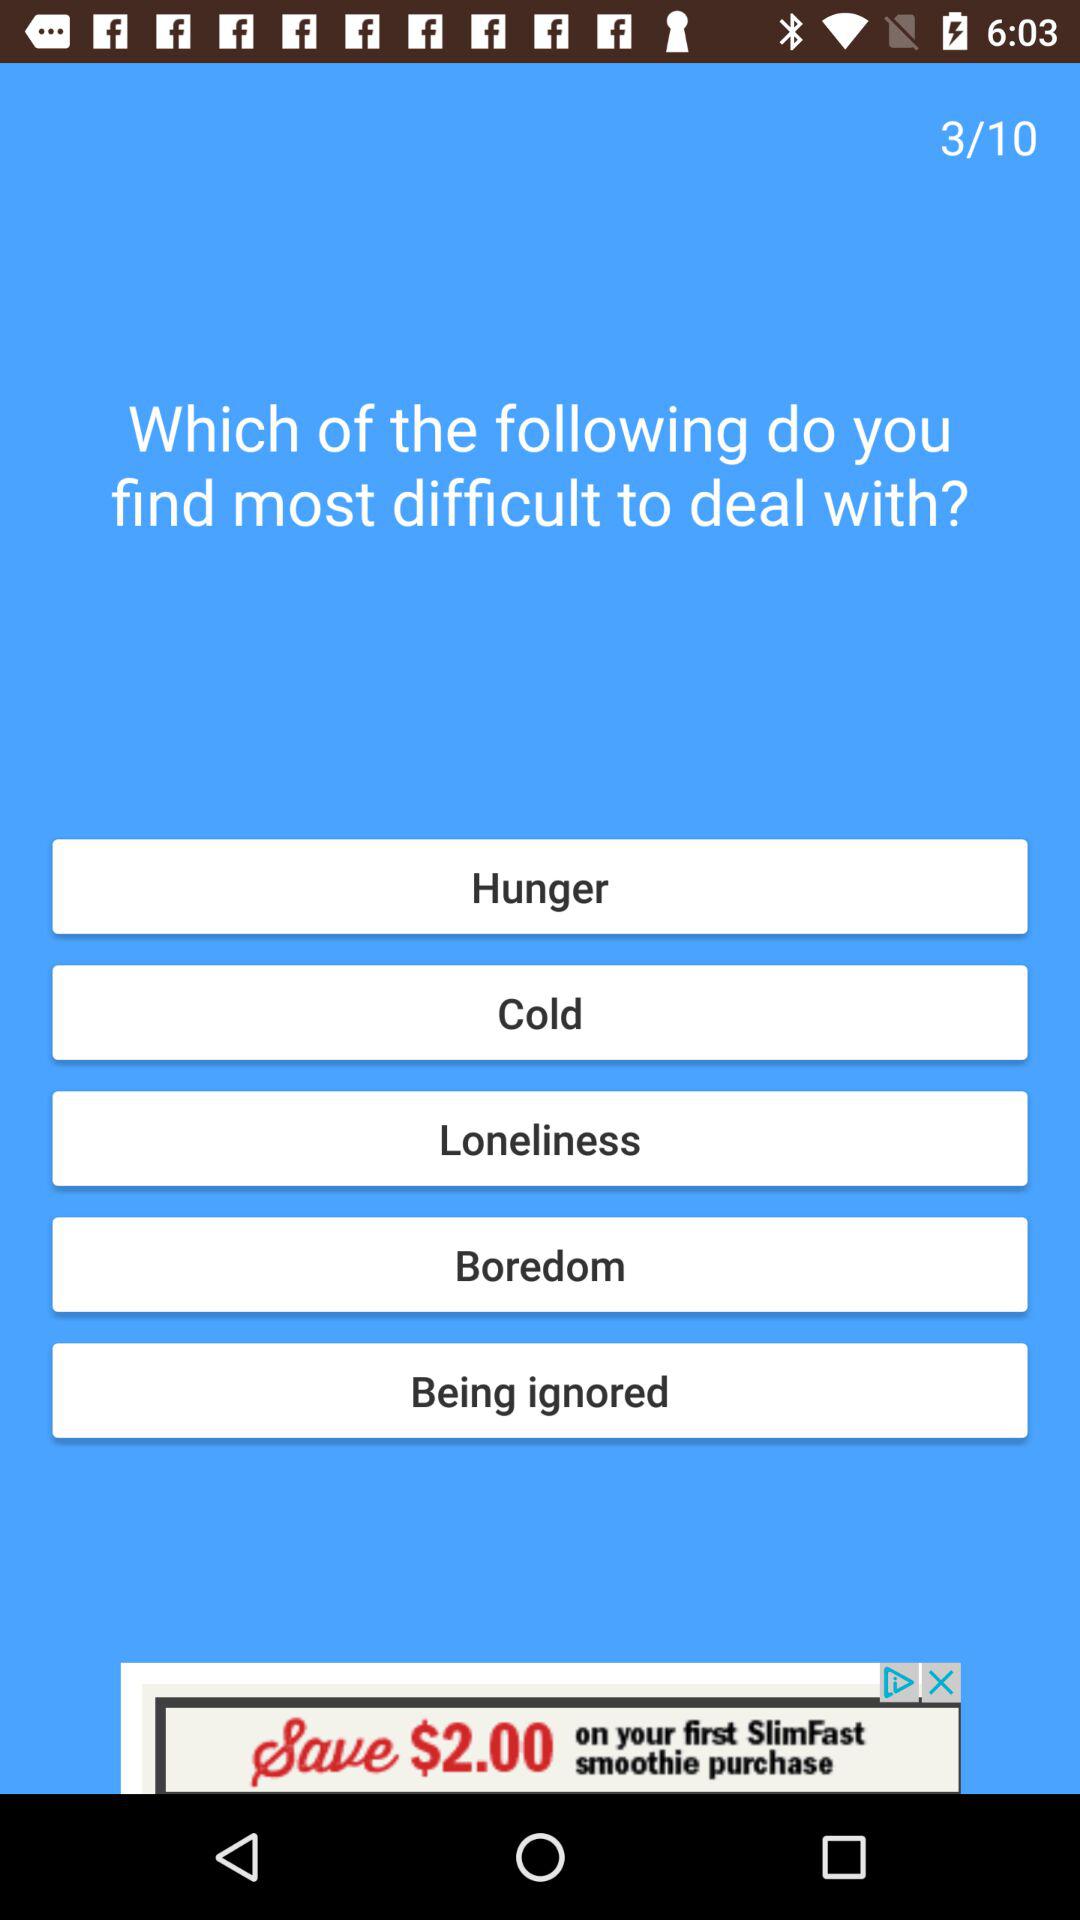 6:03
3/10
Which of the following do you
find most difficult to deal with?
Hunger
Cold
Loneliness
Boredom
Being ignored
Save $2.00 on your first SlimFast
smoothie purchase